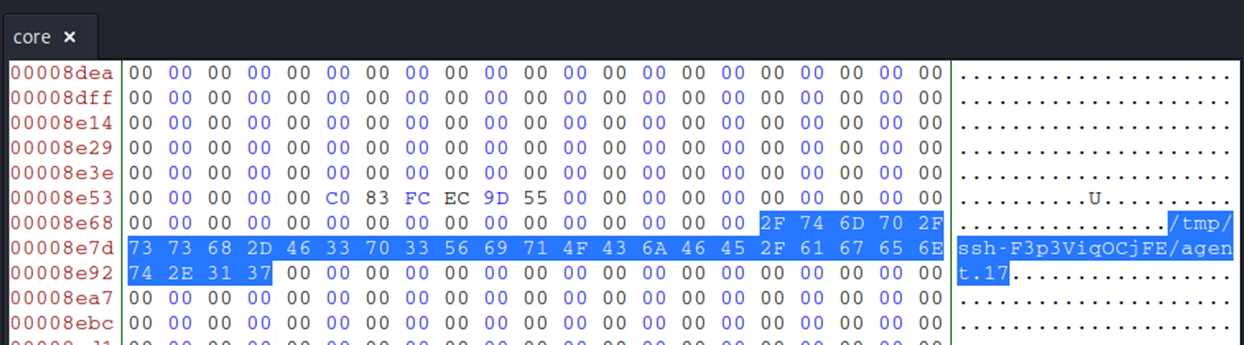 core ×
00008dea 00 00 00 00 00 00 00 00 00 00 00 00 00 00 00 00 00 00 00 00 00 .....................
00008dff 00 00 00 00 00 00 00 00 00 00 00 00 00 00 00 00 00 00 00 00 00 .....................
00008e14 00 00 00 00 00 00 00 00 00 00 00 00 00 00 00 00 00 00 00 00 00 .....................
00008e29 00 00 00 00 00 00 00 00 00 00 00 00 00 00 00 00 00 00 00 00 00 .....................
00008e3e 00 00 00 00 00 00 00 00 00 00 00 00 00 00 00 00 00 00 00 00 00 .....................
00008e53 00 00 00 00 00 C0 83 FC EC 9D 55 00 00 00 00 00 00 00 00 00 00 ..........U..........
00008e68 00 00 00 00 00 00 00 00 00 00 00 00 00 00 00 00 2F 74 6D 70 2F ................/tmp/
00008e7d 73 73 68 2D 46 33 70 33 56 69 71 4F 43 6A 46 45 2F 61 67 65 6E ssh-F3p3ViqOCjFE/agen
00008e92 74 2E 31 37 00 00 00 00 00 00 00 00 00 00 00 00 00 00 00 00 00 t.17.................
00008ea7 00 00 00 00 00 00 00 00 00 00 00 00 00 00 00 00 00 00 00 00 00 .....................
00008ebc 00 00 00 00 00 00 00 00 00 00 00 00 00 00 00 00 00 00 00 00 00 .....................